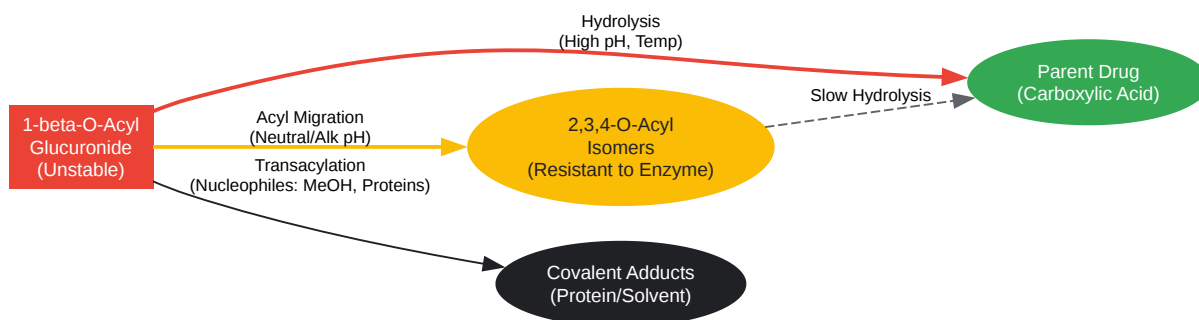 Hydrolysis
(High pH, Temp)
Parent Drug
(Carboxylic Acid)
Slow Hydrolysis
1-beta-O-Acyl
Glucuronide
(Unstable)
Acyl Migration
(Neutral/Alk pH)
2,3,4-O-Acyl
Isomers
(Resistant to Enzyme)
Transacylation
(Nucleophiles: MeOH, Proteins)
Covalent Adducts
(Protein/Solvent)